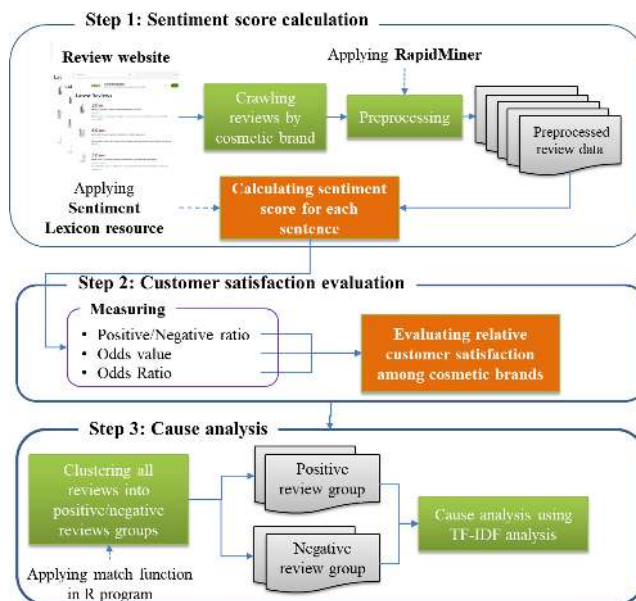 Step 1: Sentiment score calculation
Review website
Applying RapidMiner
Latest Reviews
Crawling
reviews by
cosmetic brand
Preprocessing
Preprocessed
review data
Applying
Sentiment
Lexicon resource
Calculating sentiment
score for each
sentence
Step 2: Customer satisfaction evaluation
Measuring
• Positive/Negative ratio
• Odds value
• Odds Ratio
Evaluating relative
customer satisfaction
among cosmetic brands
Step 3: Cause analysis
Clustering all
reviews into
positive/negative
reviews groups
Positive
review group
Negative
review group
Cause analysis using
TF-IDF analysis
Applying match function
in R program